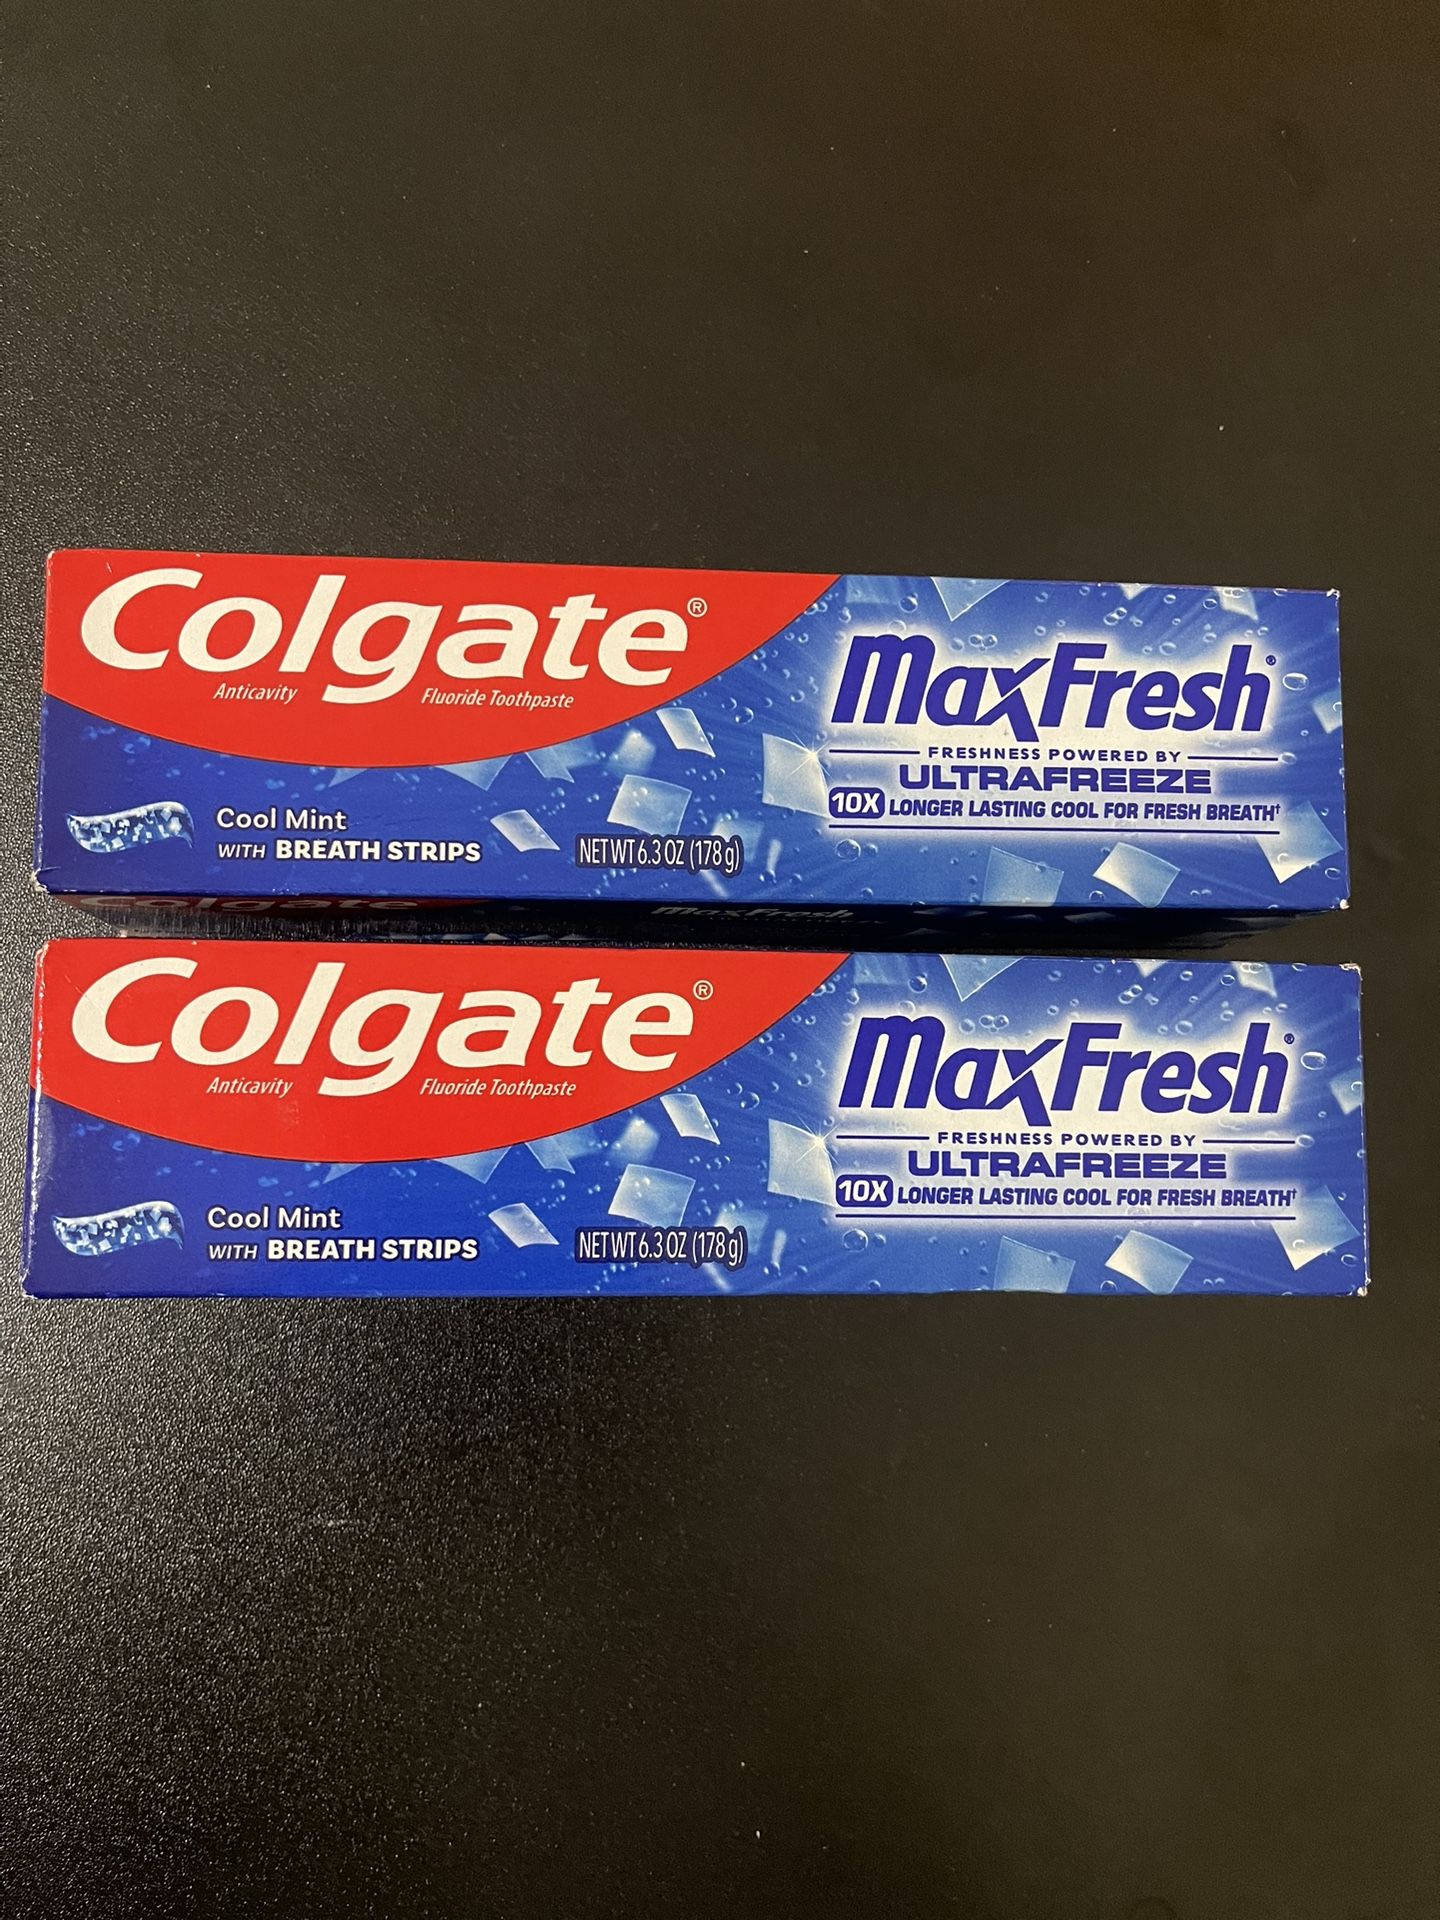 Colgate®
Anticavity Fluoride Toothpaste
MaxFresh®
FRESHNESS POWERED BY
ULTRAFREEZE
10X LONGER LASTING COOL FOR FRESH BREATH†
Cool Mint
WITH BREATH STRIPS
NET WT 6.3 OZ (178 g)
Colgate
MaxFresh
Colgate®
Anticavity Fluoride Toothpaste
MaxFresh®
FRESHNESS POWERED BY
ULTRAFREEZE
10X LONGER LASTING COOL FOR FRESH BREATH†
Cool Mint
WITH BREATH STRIPS
NET WT 6.3 OZ (178 g)